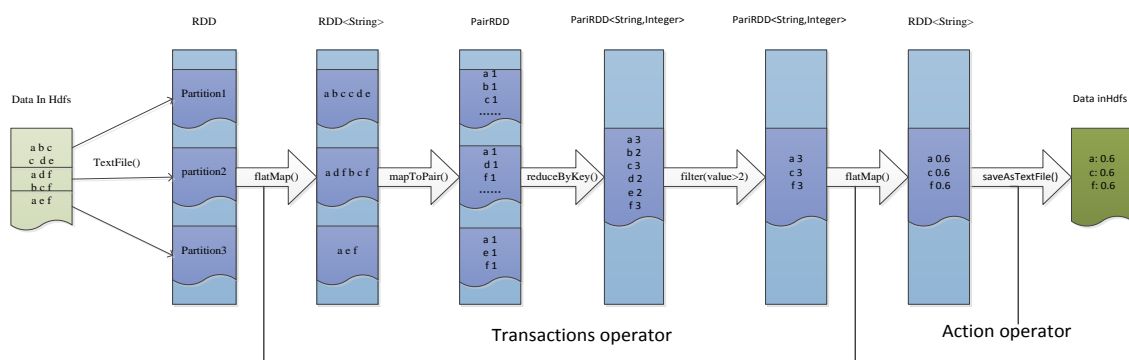 RDD
RDD<String>
PairRDD
PariRDD<String,Integer>
PariRDD<String,Integer>
RDD<String>
Data In Hdfs
a b c
c d e
a d f
b c f
a e f
TextFile()
Partition1
partition2
Partition3
flatMap()
a b c c d e
a d f b c f
a e f
mapToPair()
a 1
b 1
c 1
......
a 1
d 1
f 1
......
a 1
e 1
f 1
reduceByKey()
a 3
b 2
c 3
d 2
e 2
f 3
filter(value>2)
a 3
c 3
f 3
flatMap()
a 0.6
c 0.6
f 0.6
saveAsTextFile()
Data inHdfs
a: 0.6
c: 0.6
f: 0.6
Transactions operator
Action operator